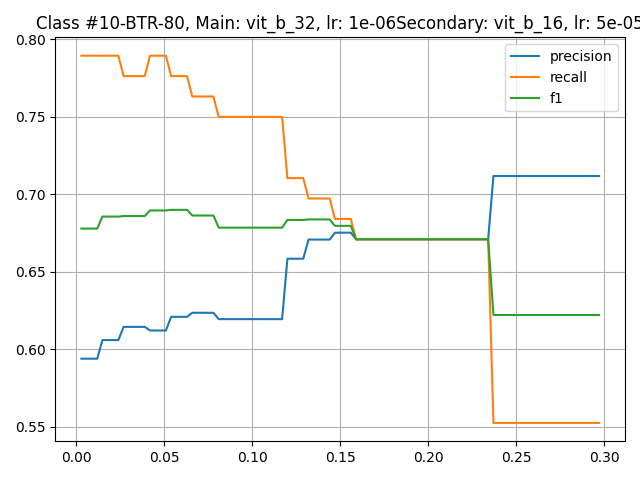 Class #10-BTR-80, Main: vit_b_32, lr: 1e-06Secondary: vit_b_16, lr: 5e-05
0.80
0.75
0.70
0.65
0.60
0.55
precision
recall
f1
0.00 0.05 0.10 0.15 0.20 0.25 0.30